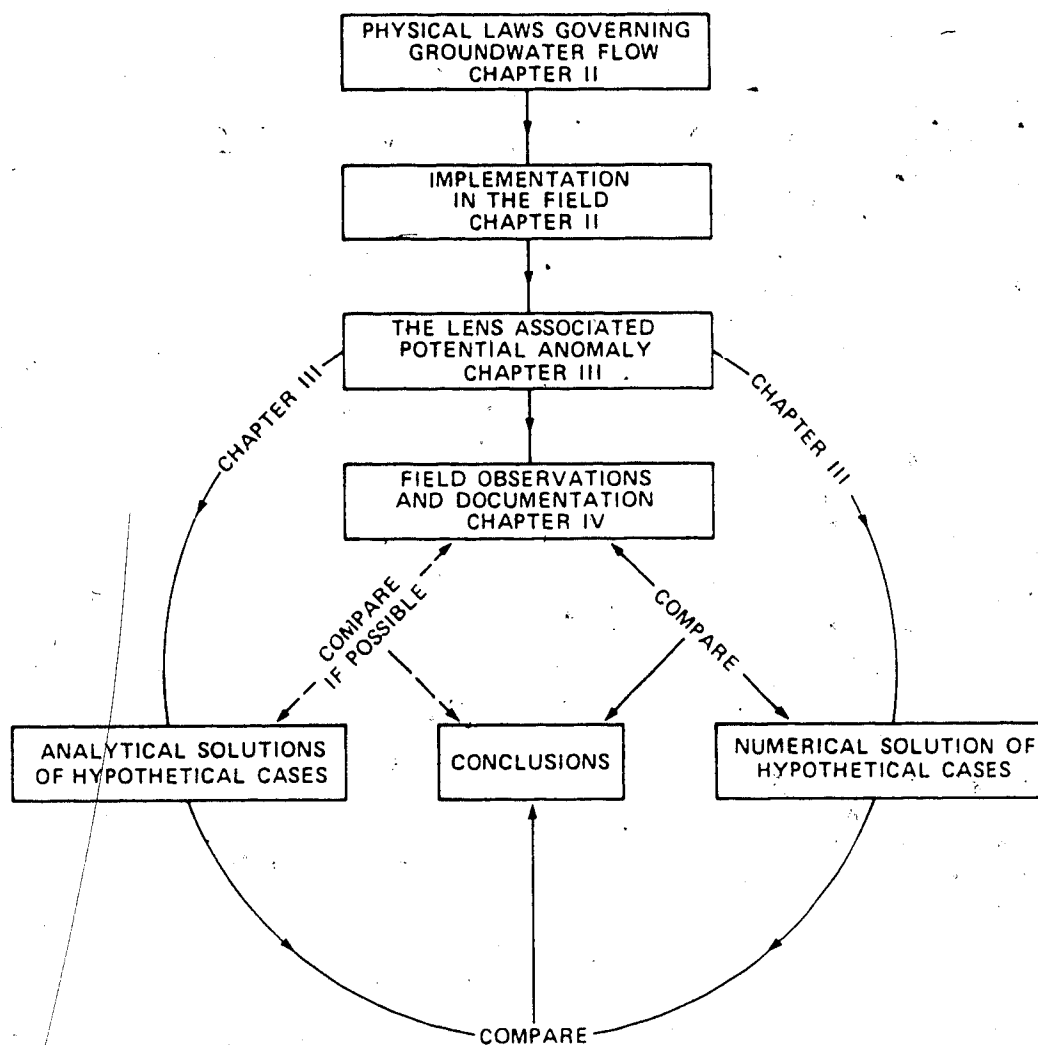 PHYSICAL LAWS GOVERNING
GROUNDWATER FLOW
CHAPTER II
IMPLEMENTATION
IN THE FIELD
CHAPTER II
THE LENS ASSOCIATED
POTENTIAL ANOMALY
CHAPTER III
CHAPTER III
CHAPTER III
FIELD OBSERVATIONS
AND DOCUMENTATION
CHAPTER IV
COMPARE
IF POSSIBLE
COMPARE
ANALYTICAL SOLUTIONS
OF HYPOTHETICAL CASES
CONCLUSIONS
NUMERICAL SOLUTION OF
HYPOTHETICAL CASES
COMPARE